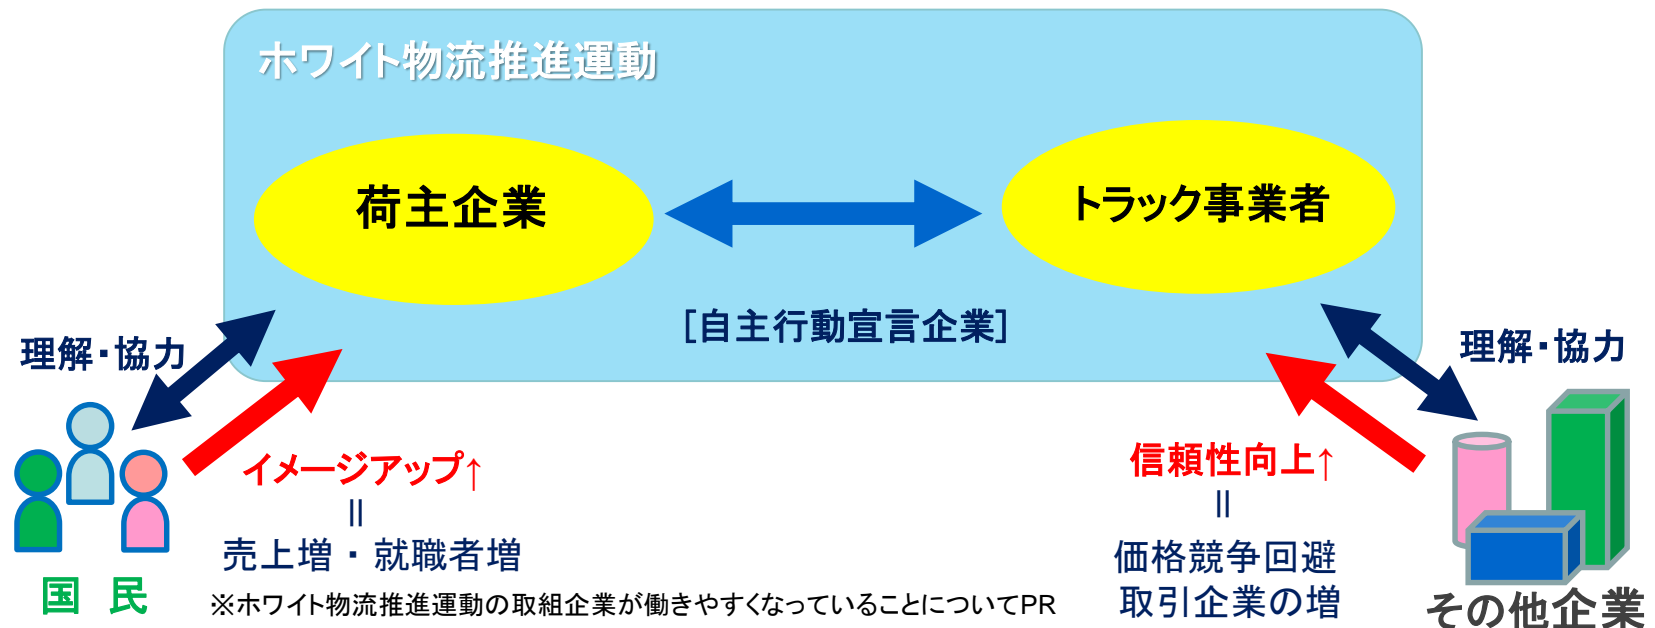 ホワイト物流推進運動
荷主企業
トラック事業者
[自主行動宣言企業]
理解・協力
理解・協力
イメージアップ↑
||
売上増・就職者増
信頼性向上↑
||
価格競争回避
取引企業の増
国 民
※ホワイト物流推進運動の取組企業が働きやすくなっていることについてPR
その他企業